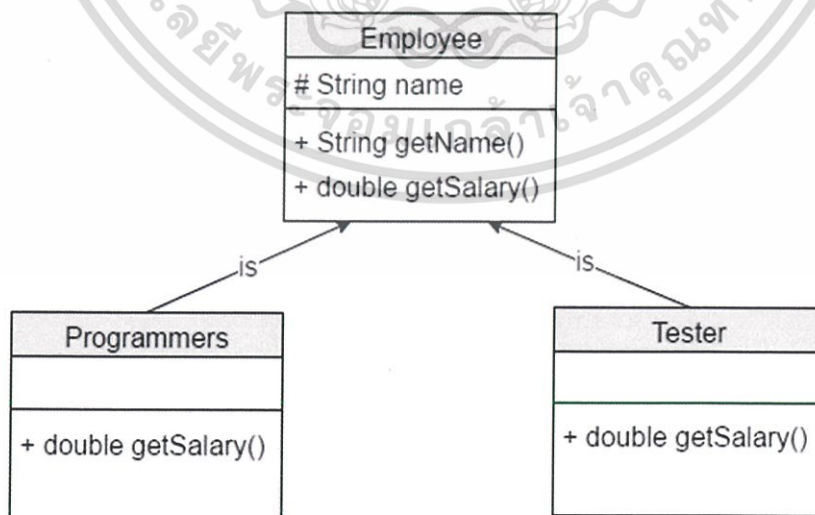 Employee
# String name
+ String getName()
+ double getSalary()
is
is
Programmers
+ double getSalary()
Tester
+ double getSalary()